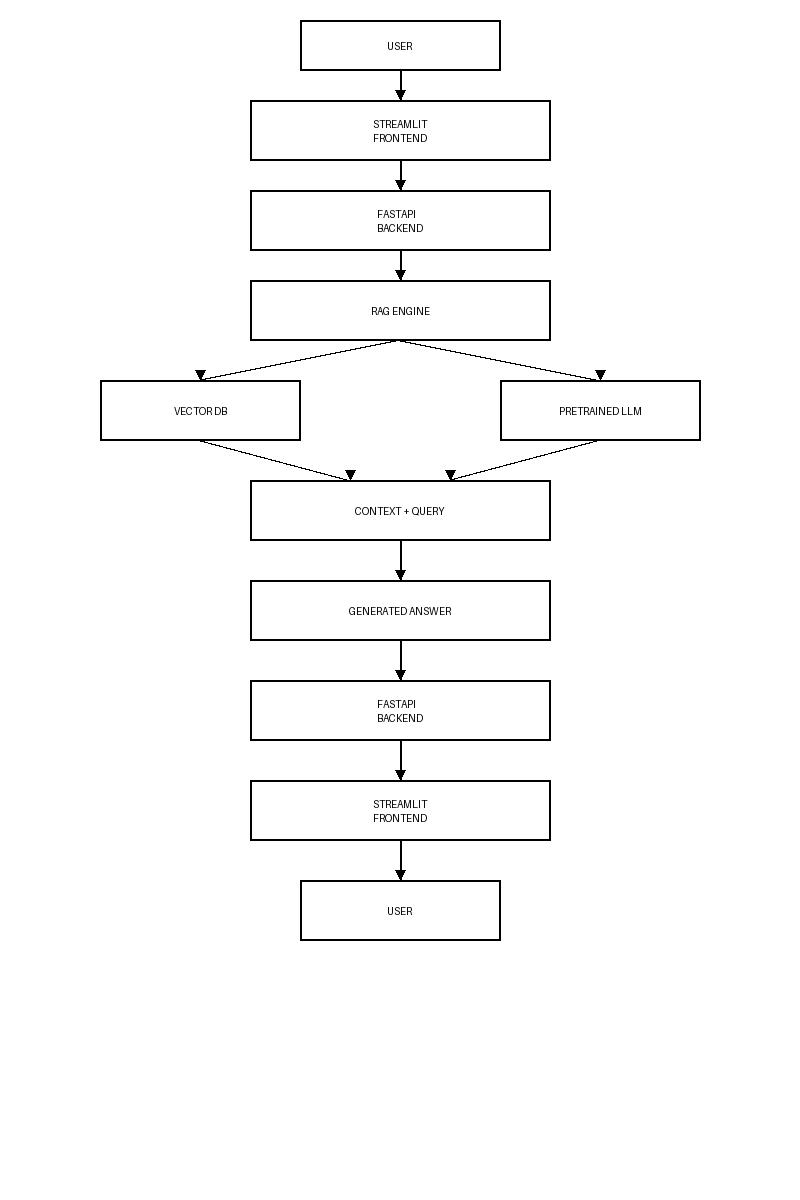 USER
STREAMLIT
FRONTEND
FASTAPI
BACKEND
RAG ENGINE
VECTOR DB
PRETRAINED LLM
CONTEXT + QUERY
GENERATED ANSWER
FASTAPI
BACKEND
STREAMLIT
FRONTEND
USER